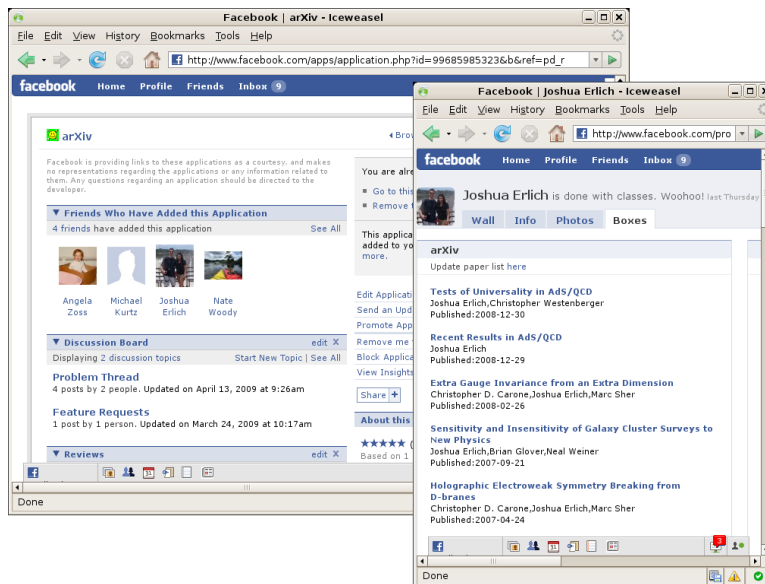 Facebook | arXiv - Iceweasel
File Edit View History Bookmarks Tools Help
http://www.facebook.com/apps/application.php?id=99685985323&b&ref=pd_r
facebook Home Profile Friends Inbox 9
arXiv
Facebook is providing links to these applications as a courtesy, and makes
no representations regarding the applications or any information related to
them. Any questions regarding an application should be directed to the
developer.
Friends Who Have Added this Application
4 friends have added this application See All
Angela Zoss
Michael Kurtz
Joshua Erlich
Nate Woody
Discussion Board edit X
Displaying 2 discussion topics Start New Topic | See All
Problem Thread
4 posts by 2 people. Updated on April 13, 2009 at 9:26am
Feature Requests
1 post by 1 person. Updated on March 24, 2009 at 10:17am
Reviews edit X
You are
Go to this
This
added to
more.
Edit
Send an
Promote
Remove me
Block
View Insights
Share +
About this
Based on 1
31
Done
Facebook | Joshua Erlich - Iceweasel
File Edit View History Bookmarks Tools Help
http://www.facebook.com/pro
facebook Home Profile Friends Inbox 9
Joshua Erlich is done with classes. Woohoo! last Thursday
Wall Info Photos Boxes
arXiv
Update paper list here
Tests of Universality in AdS/QCD
Joshua Erlich,Christopher Westenberger
Published:2008-12-30
Recent Results in AdS/QCD
Joshua Erlich
Published:2008-12-29
Extra Gauge Invariance from an Extra Dimension
Christopher D. Carone,Joshua Erlich,Marc Sher
Published:2008-02-26
Sensitivity and Insensitivity of Galaxy Cluster Surveys to
New Physics
Joshua Erlich,Brian Glover,Neal Weiner
Published:2007-09-21
Holographic Electroweak Symmetry Breaking from
D-branes
Christopher D. Carone,Joshua Erlich,Marc Sher
Published:2007-04-24
31
3
Done